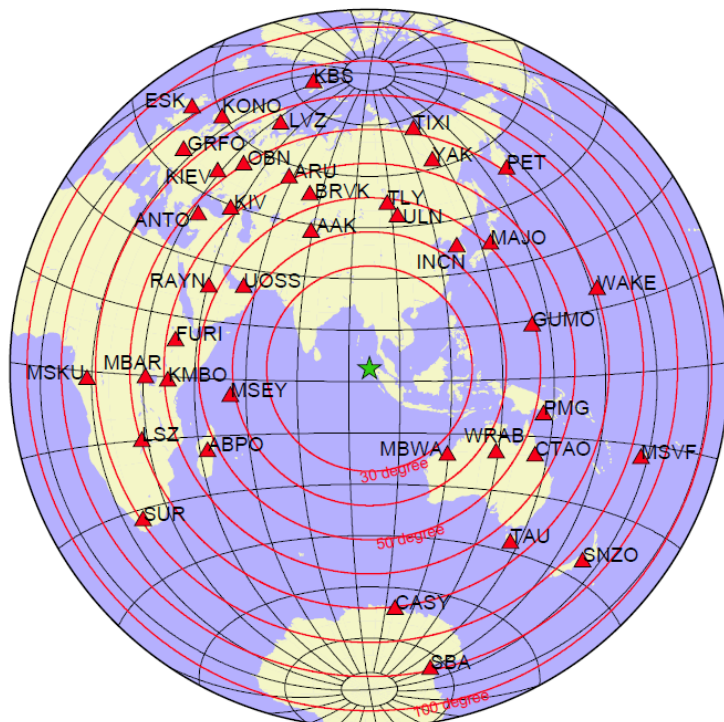 KBS
ESK
KONO
LVZ
TIXI
GRFO
OBN
YAK
PET
KIEV
ARU
BRVK
TLY
ANTO
KIV
ULN
AAK
MAJO
INCN
RAYN
UOSS
WAKE
GUMO
FURI
MBAR
MSKU
KMBO
MSEY
PMG
LSZ
ABPO
MBWA
WRAB
CTAO
MSVF
30 degree
SUR
50 degree
TAU
SNZO
CASY
SBA
100 degree